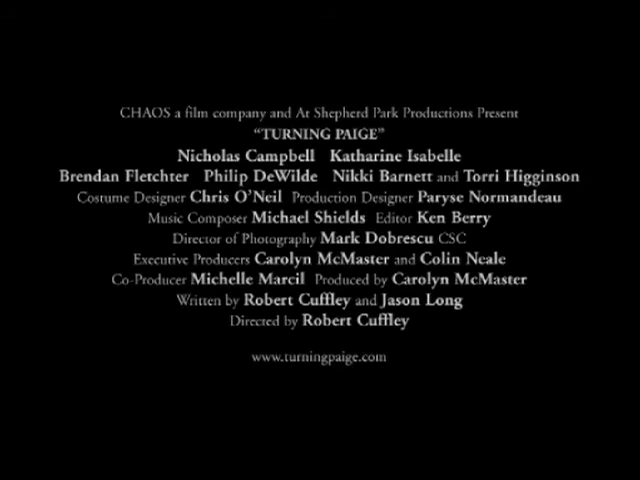 CHAOS a film company and At Shepherd Park Productions Present
“TURNING PAIGE”
Nicholas Campbell Katharine Isabelle
Brendan Fletchter Philip DeWilde Nikki Barnett and Torri Higginson
Costume Designer Chris O’Neil Production Designer Paryse Normandeau
Music Composer Michael Shields Editor Ken Berry
Director of Photography Mark Dobrescu CSC
Executive Producers Carolyn McMaster and Colin Neale
Co-Producer Michelle Marcil Produced by Carolyn McMaster
Written by Robert Cuffley and Jason Long
Directed by Robert Cuffley
www.turningpaige.com